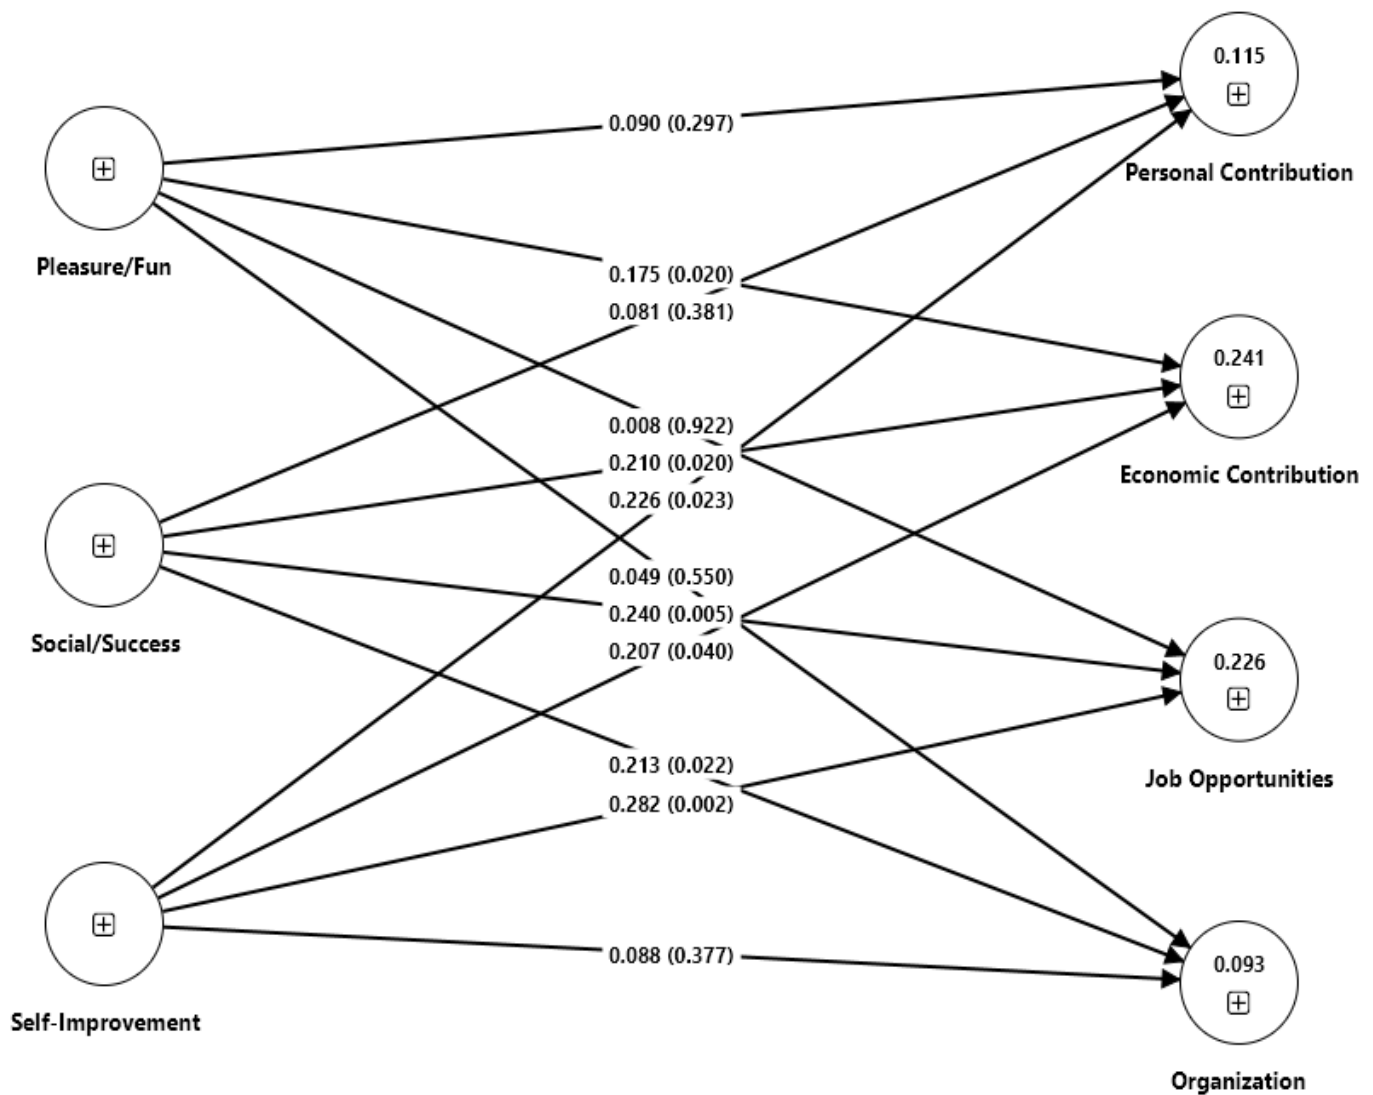 0.115
Personal Contribution
0.090 (0.297)
Pleasure/Fun
0.175 (0.020)
0.081 (0.381)
0.241
Economic Contribution
0.008 (0.922)
0.210 (0.020)
0.226 (0.023)
Social/Success
0.049 (0.550)
0.240 (0.005)
0.207 (0.040)
0.226
Job Opportunities
0.213 (0.022)
0.282 (0.002)
Self-Improvement
0.088 (0.377)
0.093
Organization